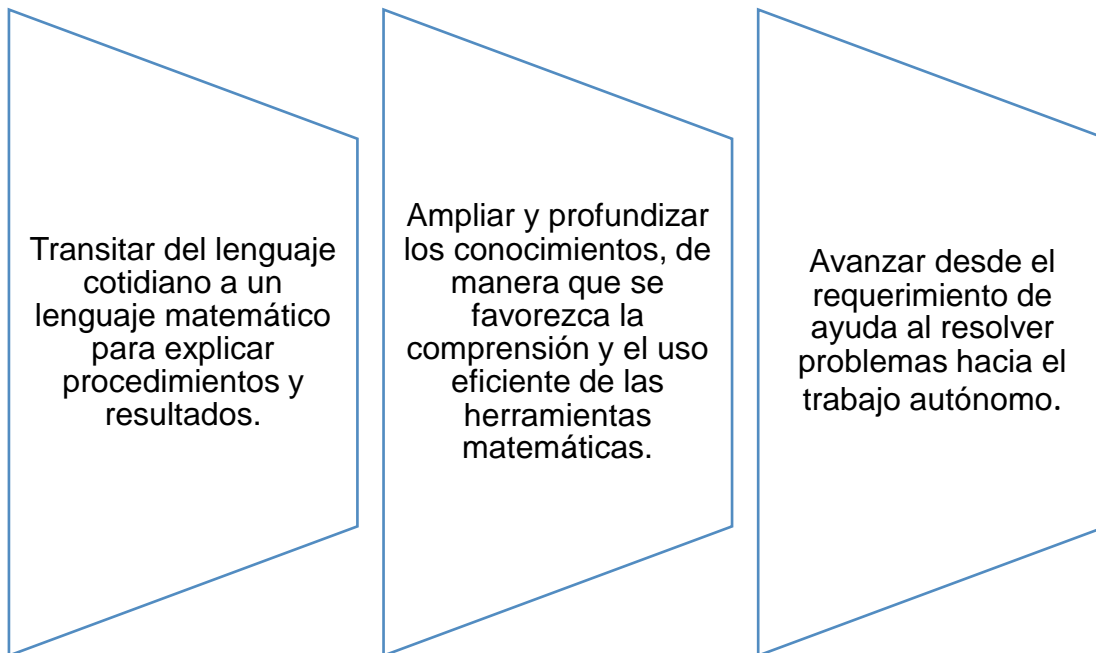 Transitar del lenguaje
cotidiano a un
lenguaje matemático
para explicar
procedimientos y
resultados.
Ampliar y profundizar
los conocimientos, de
manera que se
favorezca la
comprensión y el uso
eficiente de las
herramientas
matemáticas.
Avanzar desde el
requerimiento de
ayuda al resolver
problemas hacia el
trabajo autónomo.